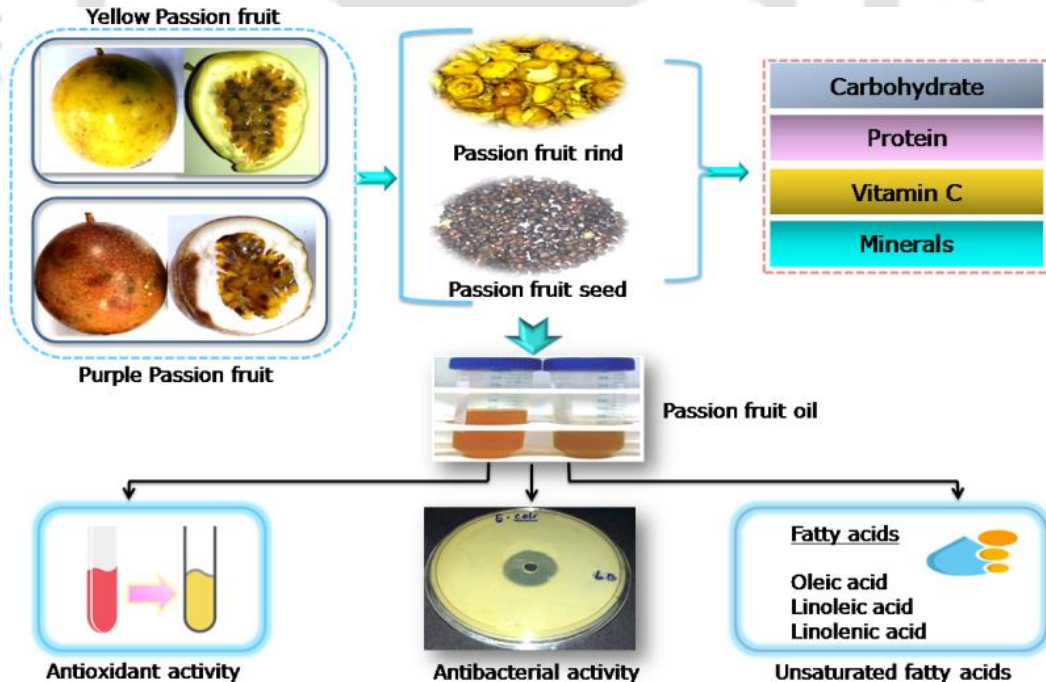 Yellow Passion fruit
Purple Passion fruit
Passion fruit rind
Passion fruit seed
Carbohydrate
Protein
Vitamin C
Minerals
Passion fruit oil
Antioxidant activity
E. coli
Antibacterial activity
Fatty acids
Oleic acid
Linoleic acid
Linolenic acid
Unsaturated fatty acids